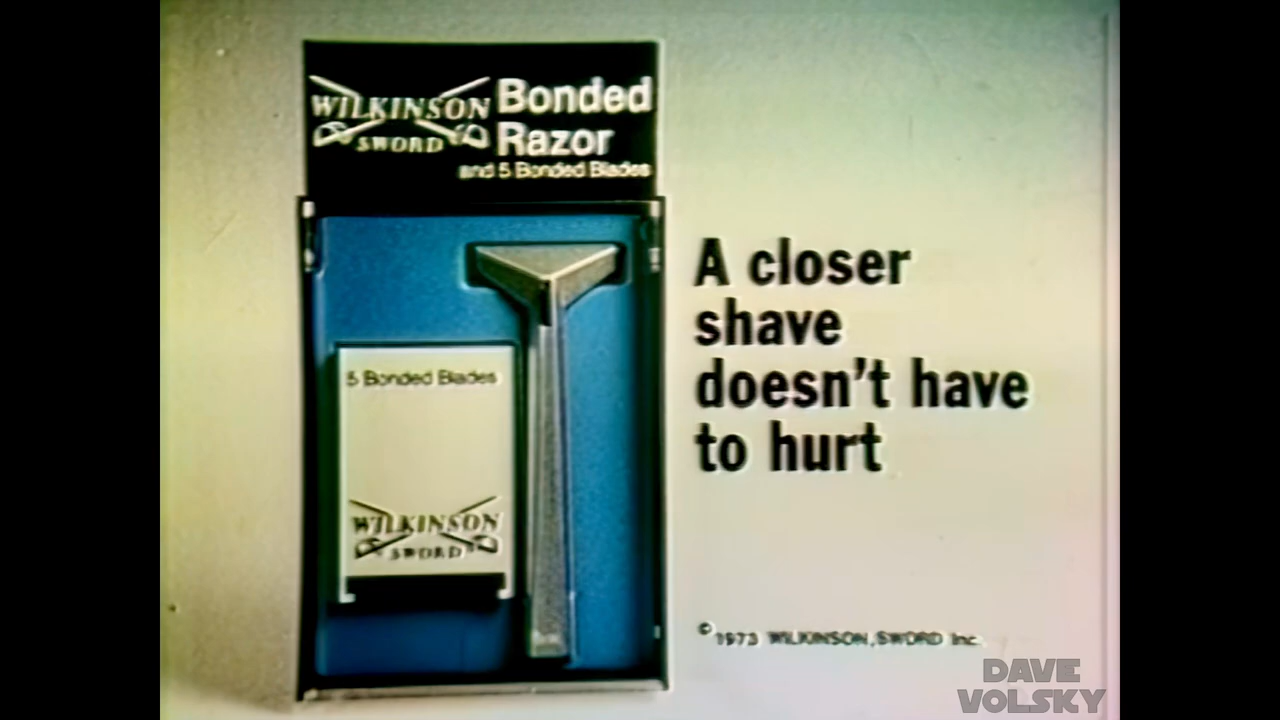 WILKINSON
SWORD
Bonded
Razor
and 5 Bonded Blades
5 Bonded Blades
WILKINSON
SWORD
A closer
shave
doesn't have
to hurt
© 1973 WILKINSON, SWORD Inc.
DAVE
VOLSKY